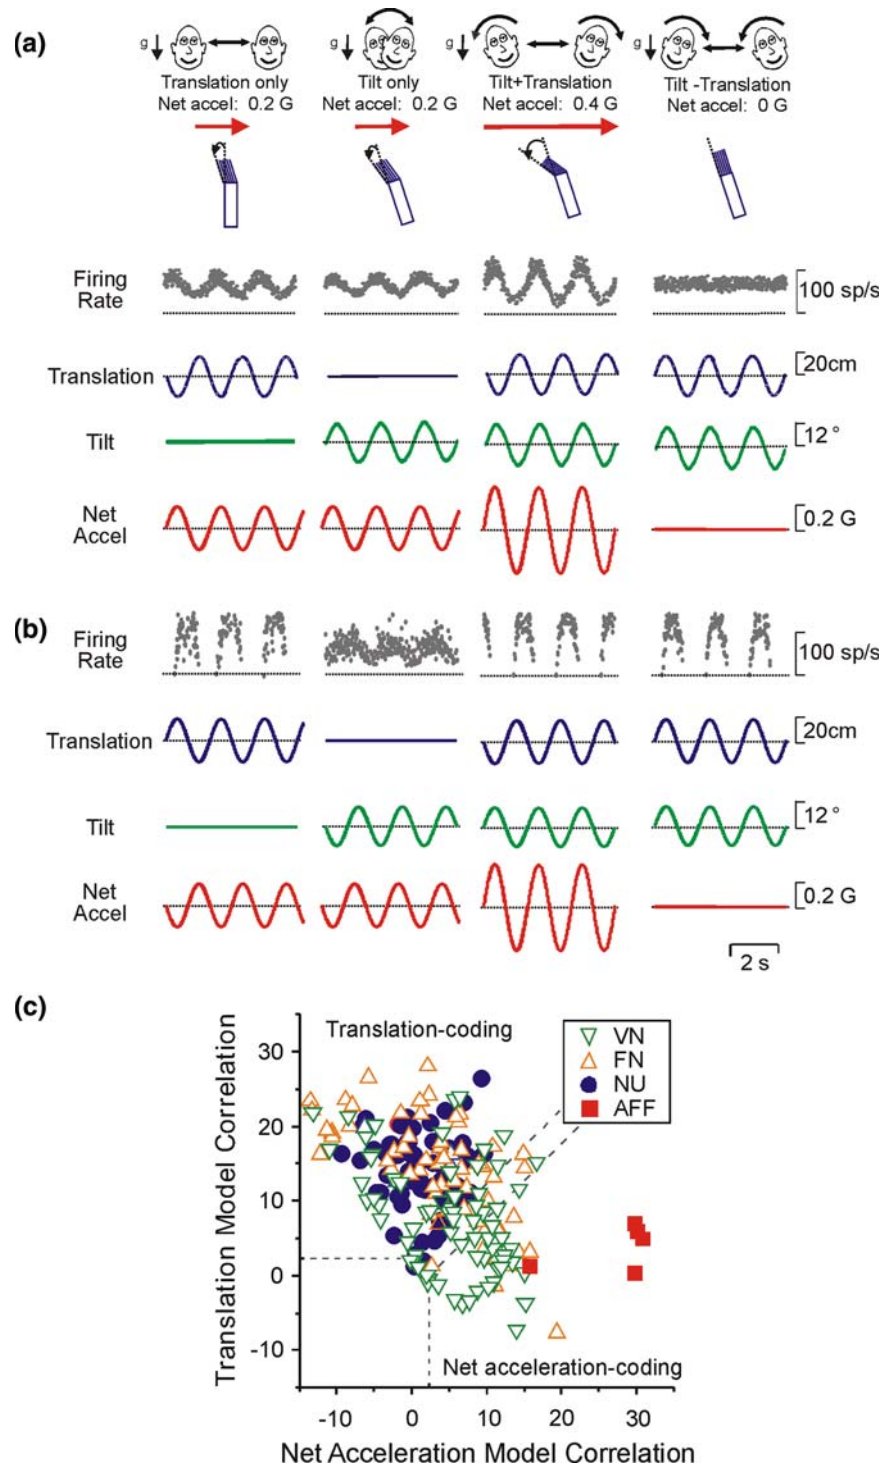 (a)
g g g g
Translation only Tilt only Tilt+Translation Tilt -Translation
Net accel: 0.2 G Net accel: 0.2 G Net accel: 0.4 G Net accel: 0 G
Firing
Rate
100 sp/s
Translation
20cm
Tilt
12 °
Net
Accel
0.2 G
(b)
Firing
Rate
100 sp/s
Translation
20cm
Tilt
12 °
Net
Accel
0.2 G
2 s
(c)
Translation-coding
VN
FN
NU
AFF
Translation Model Correlation
30
20
10
0
-10
Net acceleration-coding
-10 0 10 20 30
Net Acceleration Model Correlation